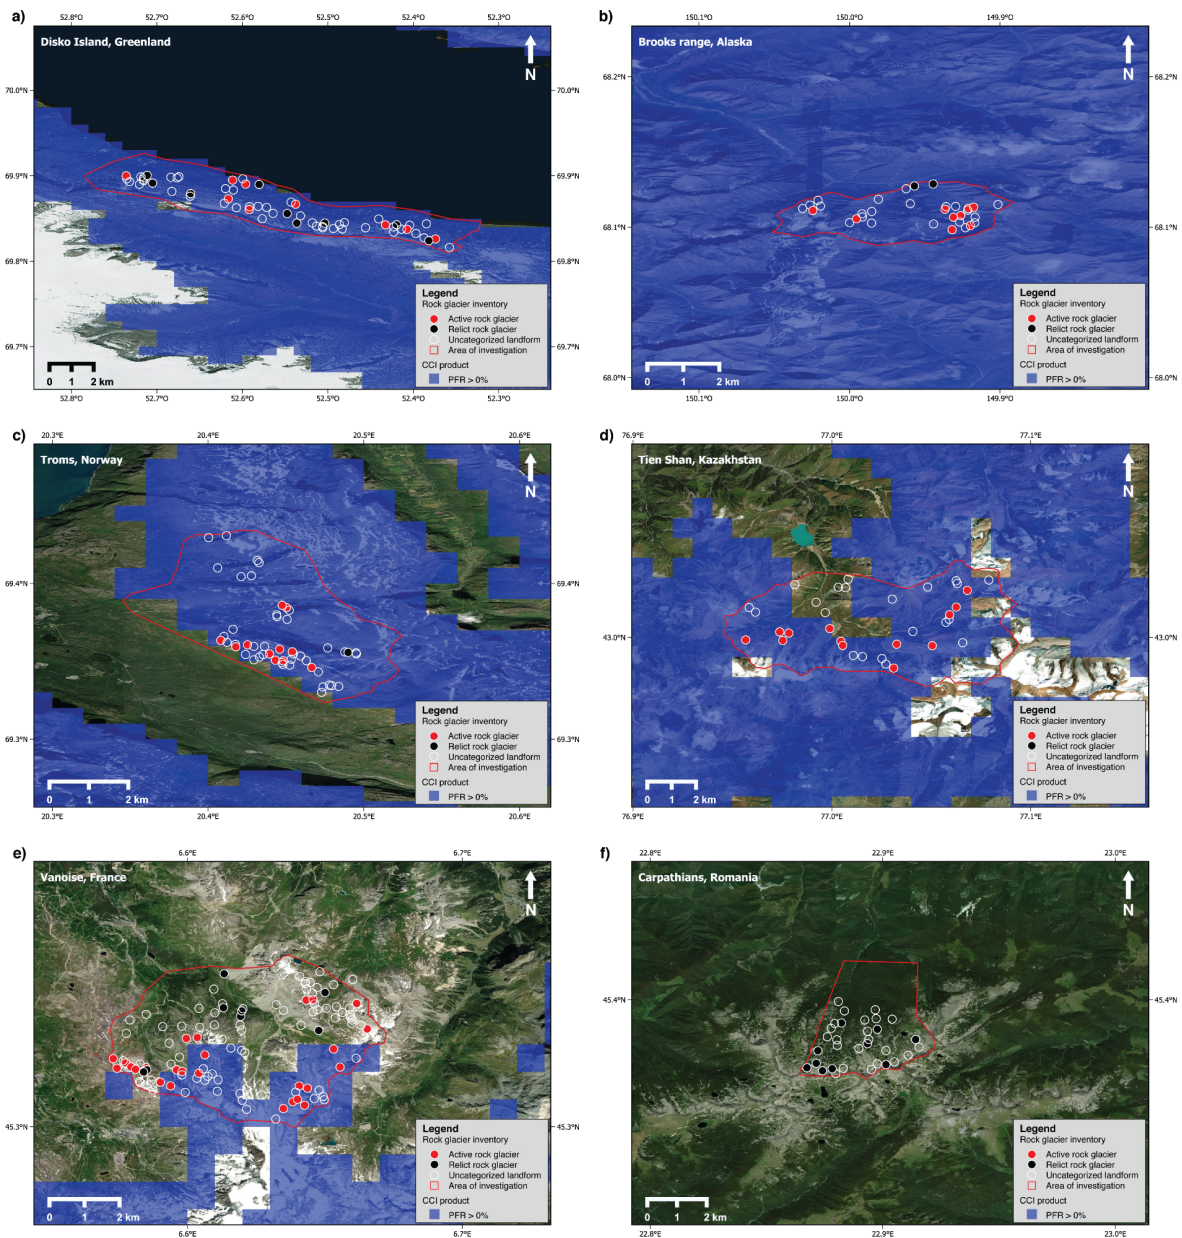 a)
52.8°W 52.7°W 52.6°W 52.5°W 52.4°W 52.3°W
Disko Island, Greenland
N
70.0°N 70.0°N
69.9°N 69.9°N
69.8°N 69.8°N
69.7°N 69.7°N
Legend
Rock glacier inventory
Active rock glacier
Relict rock glacier
Uncategorized landform
Area of investigation
CCI product
PFR > 0%
0 1 2 km
52.8°W 52.7°W 52.6°W 52.5°W 52.4°W 52.3°W
b)
150.1°O 150.0°O 149.9°O
Brooks range, Alaska
N
68.2°N 68.2°N
68.1°N 68.1°N
68.0°N 68.0°N
Legend
Rock glacier inventory
Active rock glacier
Relict rock glacier
Uncategorized landform
Area of investigation
CCI product
PFR > 0%
0 1 2 km
150.1°O 150.0°O 149.9°O
c)
20.3°E 20.4°E 20.5°E 20.6°E
Troms, Norway
N
69.4°N 69.4°N
69.3°N 69.3°N
Legend
Rock glacier inventory
Active rock glacier
Relict rock glacier
Uncategorized landform
Area of investigation
CCI product
PFR > 0%
0 1 2 km
20.3°E 20.4°E 20.5°E 20.6°E
d)
76.9°E 77.0°E 77.1°E
Tien Shan, Kazakhstan
N
43.0°N 43.0°N
Legend
Rock glacier inventory
Active rock glacier
Relict rock glacier
Uncategorized landform
Area of investigation
CCI product
PFR > 0%
0 1 2 km
76.9°E 77.0°E 77.1°E
e)
6.6°E 6.7°E
Vanoise, France
N
45.4°N 45.4°N
45.3°N 45.3°N
Legend
Rock glacier inventory
Active rock glacier
Relict rock glacier
Uncategorized landform
Area of investigation
CCI product
PFR > 0%
0 1 2 km
6.6°E 6.7°E
f)
22.8°E 22.9°E 23.0°E
Carpathians, Romania
N
45.4°N 45.4°N
Legend
Rock glacier inventory
Active rock glacier
Relict rock glacier
Uncategorized landform
Area of investigation
CCI product
PFR > 0%
0 1 2 km
22.8°E 22.9°E 23.0°E